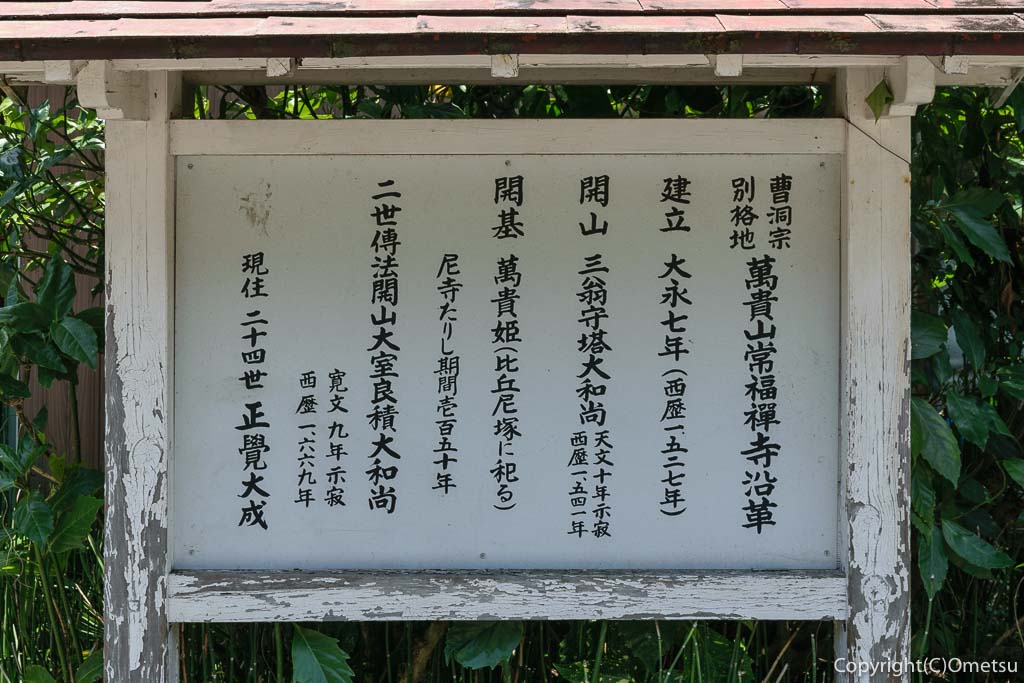 曹洞宗
別格地
萬貴山常福禪寺沿革
建立 大永七年(西歴一、五二七年)
開山 三翁守塔大和尚
天文十年示寂
西歴一、五四一年
開基 萬貴姫(比丘尼塚に祀る)
尼寺たりし期間壱百五十年
二世傳法開山大室良積大和尚
寛文九年示寂
西歴一六六九年
現住 二十四世 正覺大成
Copyright(C)Ometsu